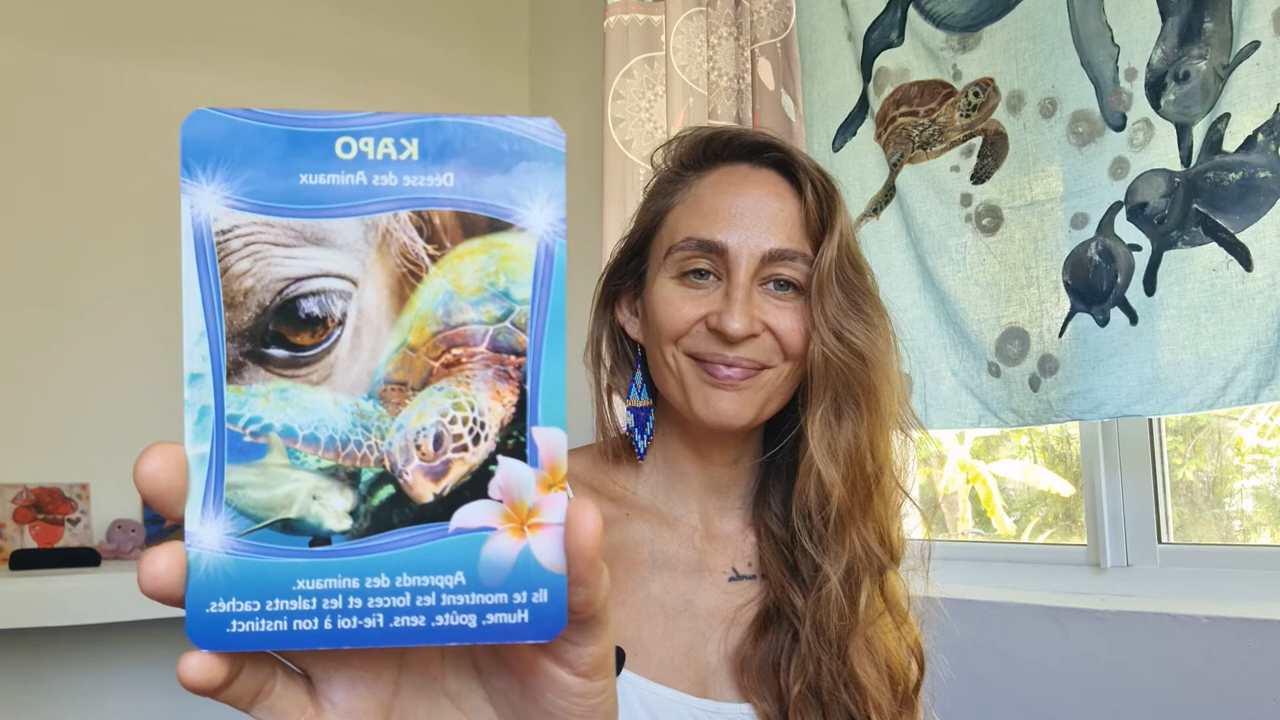 KAPO
Déesse des Animaux
Apprends des animaux.
Ils te montrent les forces et les talents cachés.
Hume, goûte, sens. Fie-toi à ton instinct.